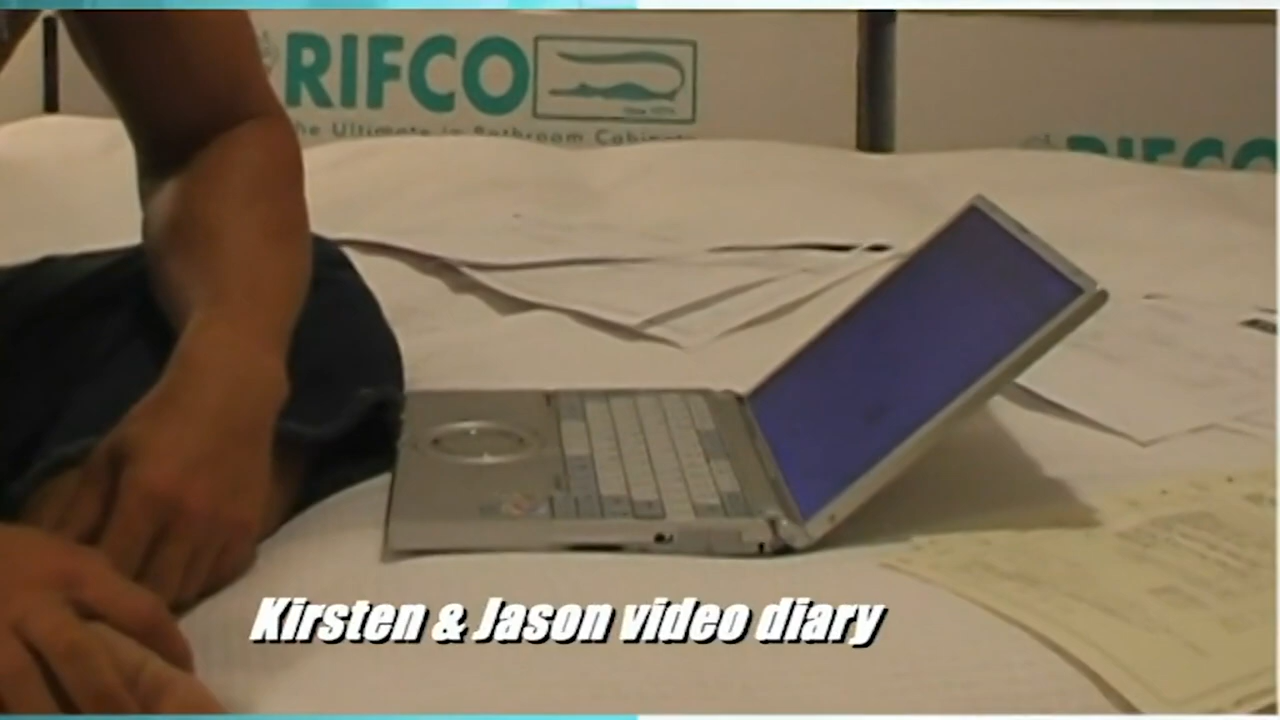 RIFCO
The Ultimate in Bathroom Cabinets
RIFCO
Kirsten & Jason video diary